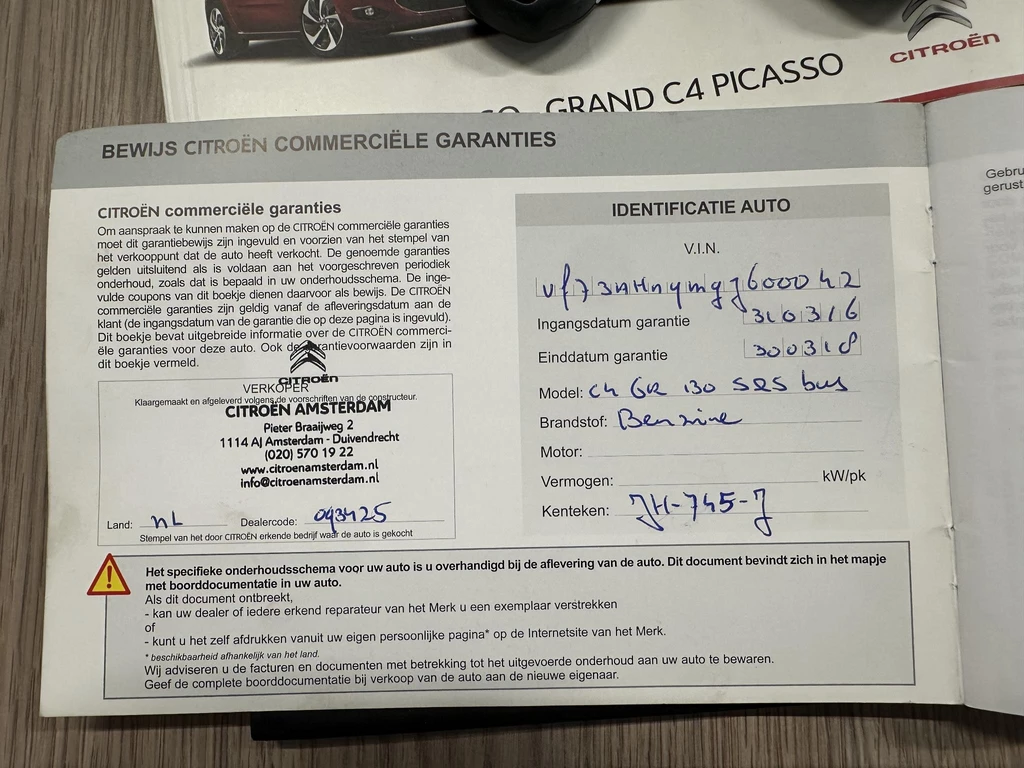 CITROËN
GRAND C4 PICASSO
BEWIJS CITROËN COMMERCIËLE GARANTIES
CITROËN commerciële garanties
Om aanspraak te kunnen maken op de CITROËN commerciële garanties
moet dit garantiebewijs zijn ingevuld en voorzien van het stempel van
het verkooppunt dat de auto heeft verkocht. De genoemde garanties
gelden uitsluitend als is voldaan aan het voorgeschreven periodiek
onderhoud, zoals dat is bepaald in uw onderhoudsschema. De inge-
vulde coupons van dit boekje dienen daarvoor als bewijs. De CITROËN
commerciële garanties zijn geldig vanaf de afleveringsdatum aan de
klant (de ingangsdatum van de garantie die op deze pagina is ingevuld).
Dit boekje bevat uitgebreide informatie over de CITROËN commerci-
ële garanties voor deze auto. Ook de garantievoorwaarden zijn in
dit boekje vermeld.
CITROËN
VERKOPER
Klaargemaakt en afgeleverd volgens de voorschriften van de constructeur.
CITROËN AMSTERDAM
Pieter Braaijweg 2
1114 AJ Amsterdam - Duivendrecht
(020) 570 19 22
www.citroenamsterdam.nl
info@citroenamsterdam.nl
Land: NL Dealercode: 093425
Stempel van het door CITROËN erkende bedrijf waar de auto is gekocht
IDENTIFICATIE AUTO
V.I.N.
Ingangsdatum garantie 310316
Einddatum garantie 300318
Model: C4 GR 130 S&S bus
Brandstof: Benzine
Motor:
Vermogen: kW/pk
Kenteken: JH-745-J
Gebru
gerust
Het specifieke onderhoudsschema voor uw auto is u overhandigd bij de aflevering van de auto. Dit document bevindt zich in het mapje
met boorddocumentatie in uw auto.
Als dit document ontbreekt,
- kan uw dealer of iedere erkend reparateur van het Merk u een exemplaar verstrekken
of
- kunt u het zelf afdrukken vanuit uw eigen persoonlijke pagina* op de Internetsite van het Merk.
* beschikbaarheid afhankelijk van het land.
Wij adviseren u de facturen en documenten met betrekking tot het uitgevoerde onderhoud aan uw auto te bewaren.
Geef de complete boorddocumentatie bij verkoop van de auto aan de nieuwe eigenaar.